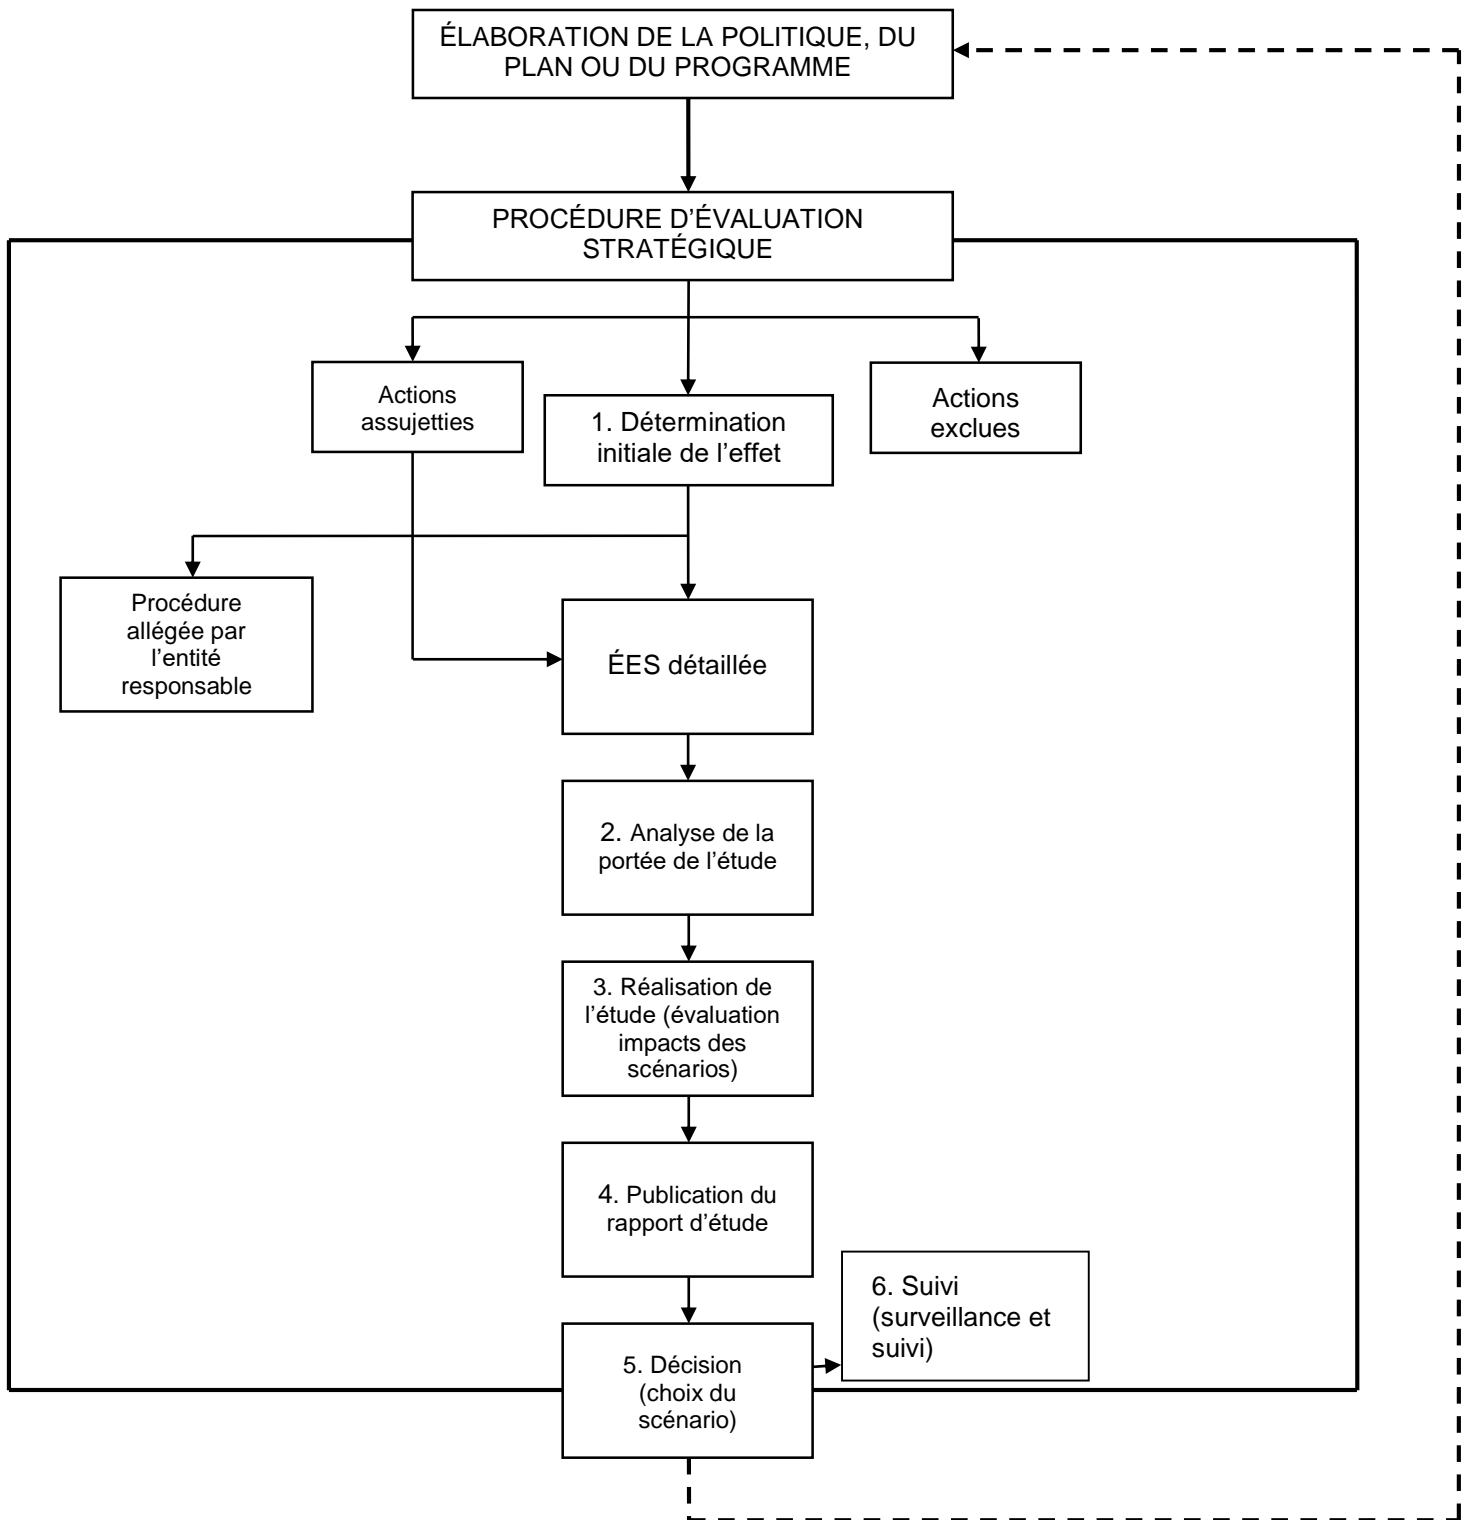 ÉLABORATION DE LA POLITIQUE, DU
PLAN OU DU PROGRAMME
PROCÉDURE D’ÉVALUATION
STRATÉGIQUE
Actions
assujetties
1. Détermination
initiale de l’effet
Actions
exclues
Procédure
allégée par
l’entité
responsable
ÉES détaillée
2. Analyse de la
portée de l’étude
3. Réalisation de
l’étude (évaluation
impacts des
scénarios)
4. Publication du
rapport d’étude
6. Suivi
(surveillance et
suivi)
5. Décision
(choix du
scénario)